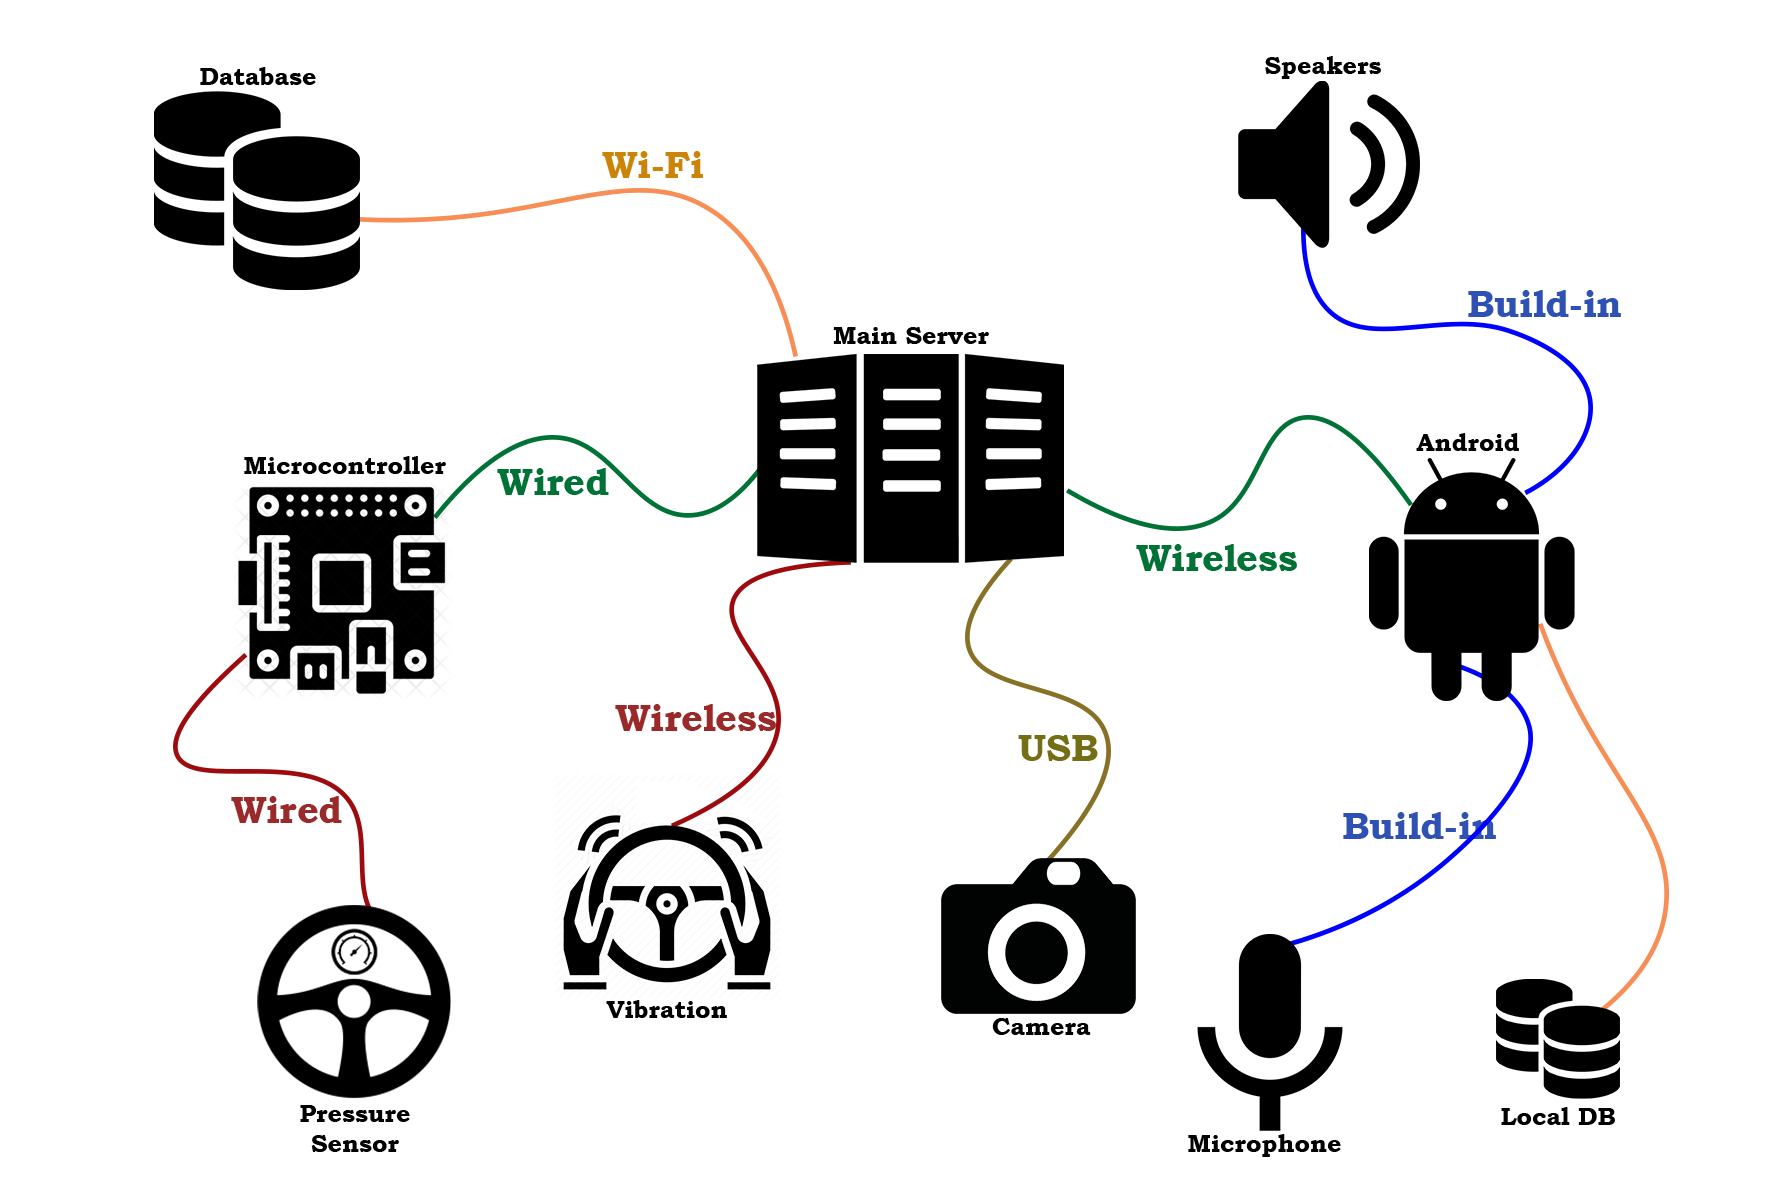 Database
Speakers
Wi-Fi
Build-in
Main Server
Android
Microcontroller
Wired
Wireless
Wireless
USB
Wired
Build-in
Vibration
Camera
Pressure
Sensor
Local DB
Microphone